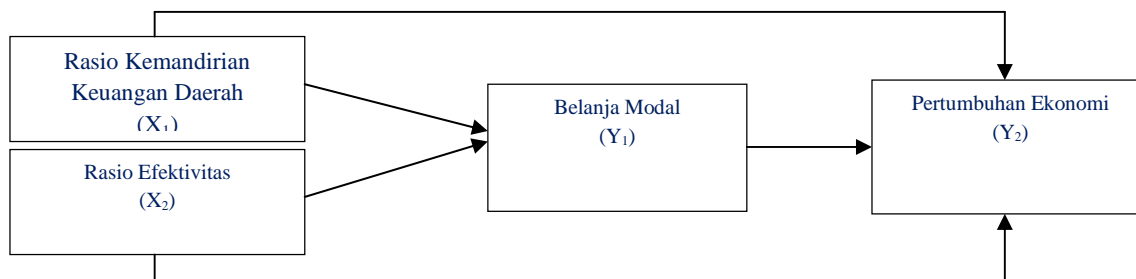 Rasio Kemandirian
Keuangan Daerah
(X₁)
Rasio Efektivitas
(X₂)
Belanja Modal
(Y₁)
Pertumbuhan Ekonomi
(Y₂)